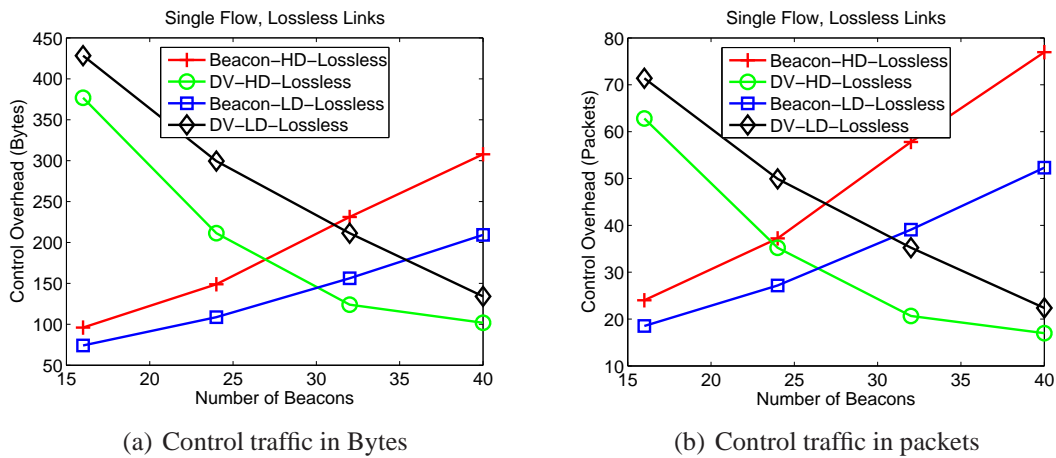 Single Flow, Lossless Links
450
400
350
300
250
200
150
100
50
Control Overhead (Bytes)
Beacon−HD−Lossless
DV−HD−Lossless
Beacon−LD−Lossless
DV−LD−Lossless
15 20 25 30 35 40
Number of Beacons
(a) Control traffic in Bytes
Single Flow, Lossless Links
80
70
60
50
40
30
20
10
Control Overhead (Packets)
Beacon−HD−Lossless
DV−HD−Lossless
Beacon−LD−Lossless
DV−LD−Lossless
15 20 25 30 35 40
Number of Beacons
(b) Control traffic in packets